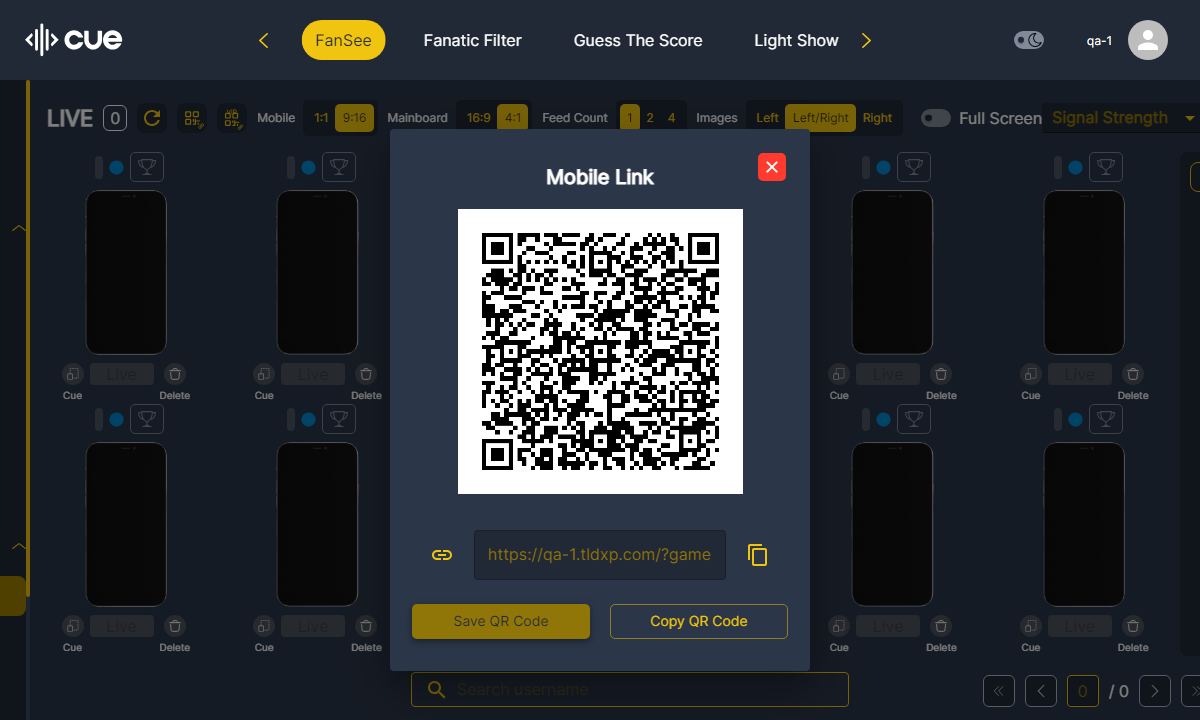 cue
FanSee
Fanatic Filter
Guess The Score
Light Show
qa-1
LIVE 0
Mobile 1:1 9:16
Mainboard 16:9 4:1
Feed Count 1 2 4
Images Left Left/Right Right
Full Screen
Signal Strength
Mobile Link
Live Live Live Live
Cue Delete Cue Delete Cue Delete Cue Delete
Live Live Live Live
Cue Delete Cue Delete Cue Delete Cue Delete
https://qa-1.tldxp.com/?game
Save QR Code
Copy QR Code
Search username
0 / 0